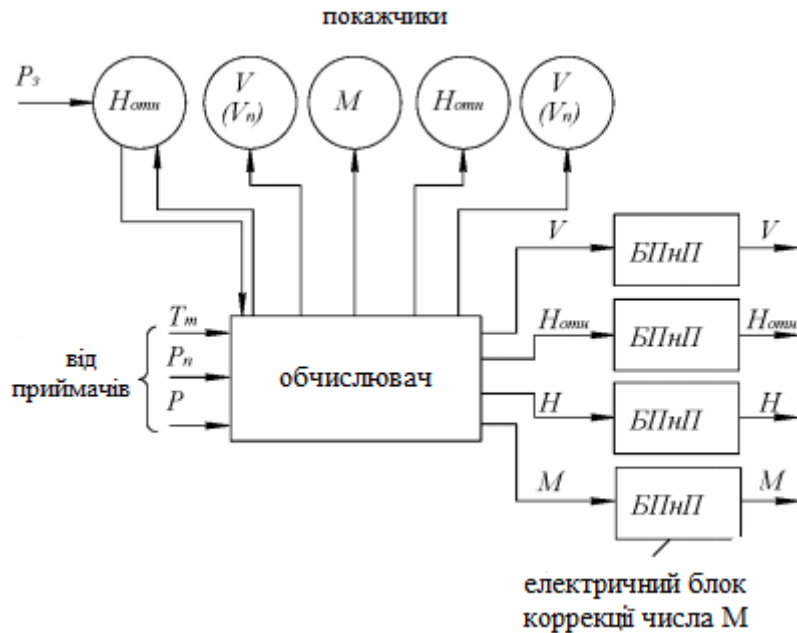 покажчики
Pз
Hотн
V
(Vп)
M
Hотн
V
(Vп)
V
БПнП
V
Tт
Hотн
БПнП
Hотн
від
приймачів
Pп
обчислювач
P
H
БПнП
H
M
БПнП
M
електричний блок
коррекції числа М